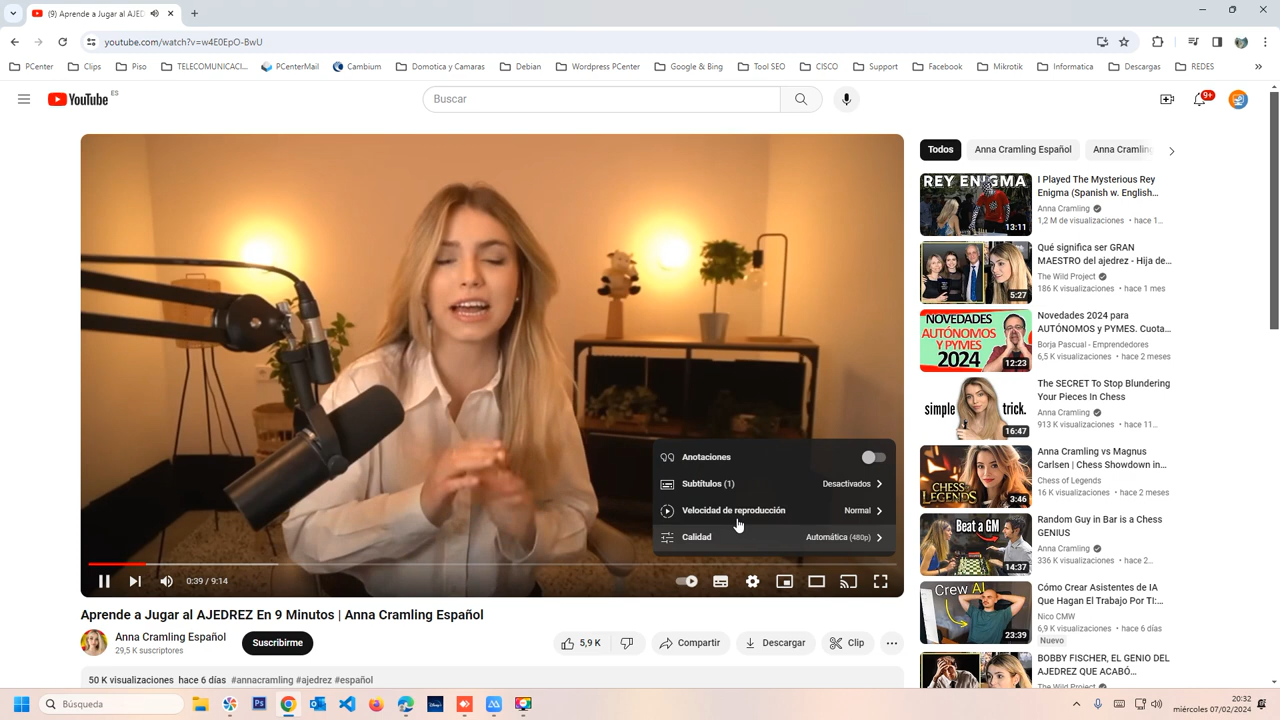 (9) Aprende a Jugar al AJED
youtube.com/watch?v=w4E0EpO-BwU
PCenter
Clips
Piso
TELECOMUNICACI...
PCenterMail
Cambium
Domotica y Camaras
Debian
Wordpress PCenter
Google & Bing
Tool SEO
CISCO
Support
Facebook
Mikrotik
Informatica
Descargas
REDES
YouTube ES
Buscar
9+
Todos
Anna Cramling Español
Anna Cramling
REY ENIGMA
13:11
I Played The Mysterious Rey
Enigma (Spanish w. English...
Anna Cramling
1,2 M de visualizaciones • hace 1...
5:27
Qué significa ser GRAN
MAESTRO del ajedrez - Hija de...
The Wild Project
186 K visualizaciones • hace 1 mes
NOVEDADES
AUTÓNOMOS
Y PYMES
2024
12:23
Novedades 2024 para
AUTÓNOMOS y PYMES. Cuota...
Borja Pascual - Emprendedores
6,5 K visualizaciones • hace 2 meses
simple trick.
16:47
The SECRET To Stop Blundering
Your Pieces In Chess
Anna Cramling
913 K visualizaciones • hace 11...
CHESS
LEGENDS
3:46
Anna Cramling vs Magnus
Carlsen | Chess Showdown in...
Chess of Legends
16 K visualizaciones • hace 2 meses
Beat a GM
14:37
Random Guy in Bar is a Chess
GENIUS
Anna Cramling
336 K visualizaciones • hace 2...
Crew AI
23:39
Cómo Crear Asistentes de IA
Que Hagan El Trabajo Por TI:...
Nico CMW
6,9 K visualizaciones • hace 6 días
Nuevo
BOBBY FISCHER, EL GENIO DEL
AJEDREZ QUE ACABÓ...
The Wild Project
Anotaciones
Subtítulos (1) Desactivados
Velocidad de reproducción Normal
Calidad Automática (480p)
0:39 / 9:14
Aprende a Jugar al AJEDREZ En 9 Minutos | Anna Cramling Español
Anna Cramling Español
29,5 K suscriptores
Suscribirme
5,9 K
Compartir
Descargar
Clip
50 K visualizaciones hace 6 días #annacramling #ajedrez #español
Búsqueda
20:32
miércoles 07/02/2024